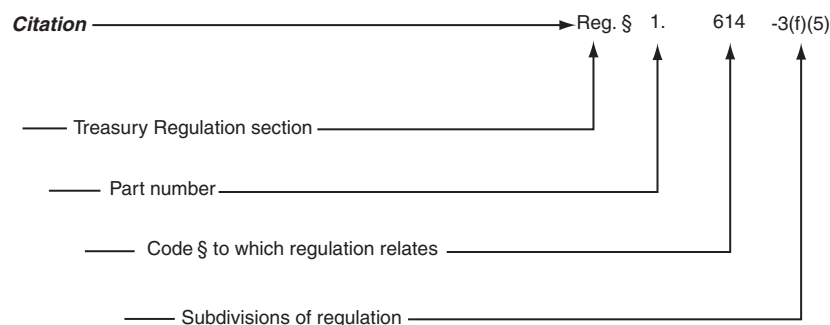 Citation Reg. § 1. 614 -3(f)(5)
Treasury Regulation section
Part number
Code § to which regulation relates
Subdivisions of regulation